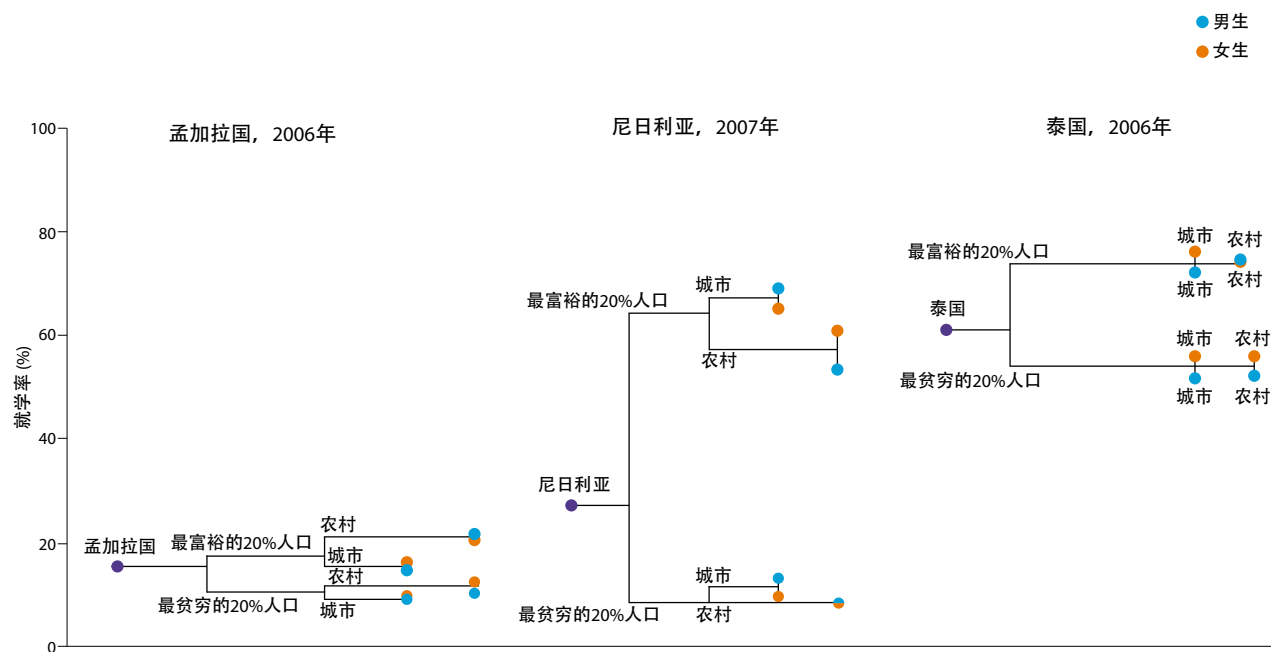 男生
女生
孟加拉国，2006年
尼日利亚，2007年
泰国，2006年
就学率 (%)
100
80
60
40
20
0
孟加拉国
最富裕的20%人口
农村
城市
最贫穷的20%人口
农村
城市
尼日利亚
最富裕的20%人口
城市
农村
最贫穷的20%人口
城市
农村
泰国
最富裕的20%人口
城市
农村
城市
农村
最贫穷的20%人口
城市
农村
城市
农村